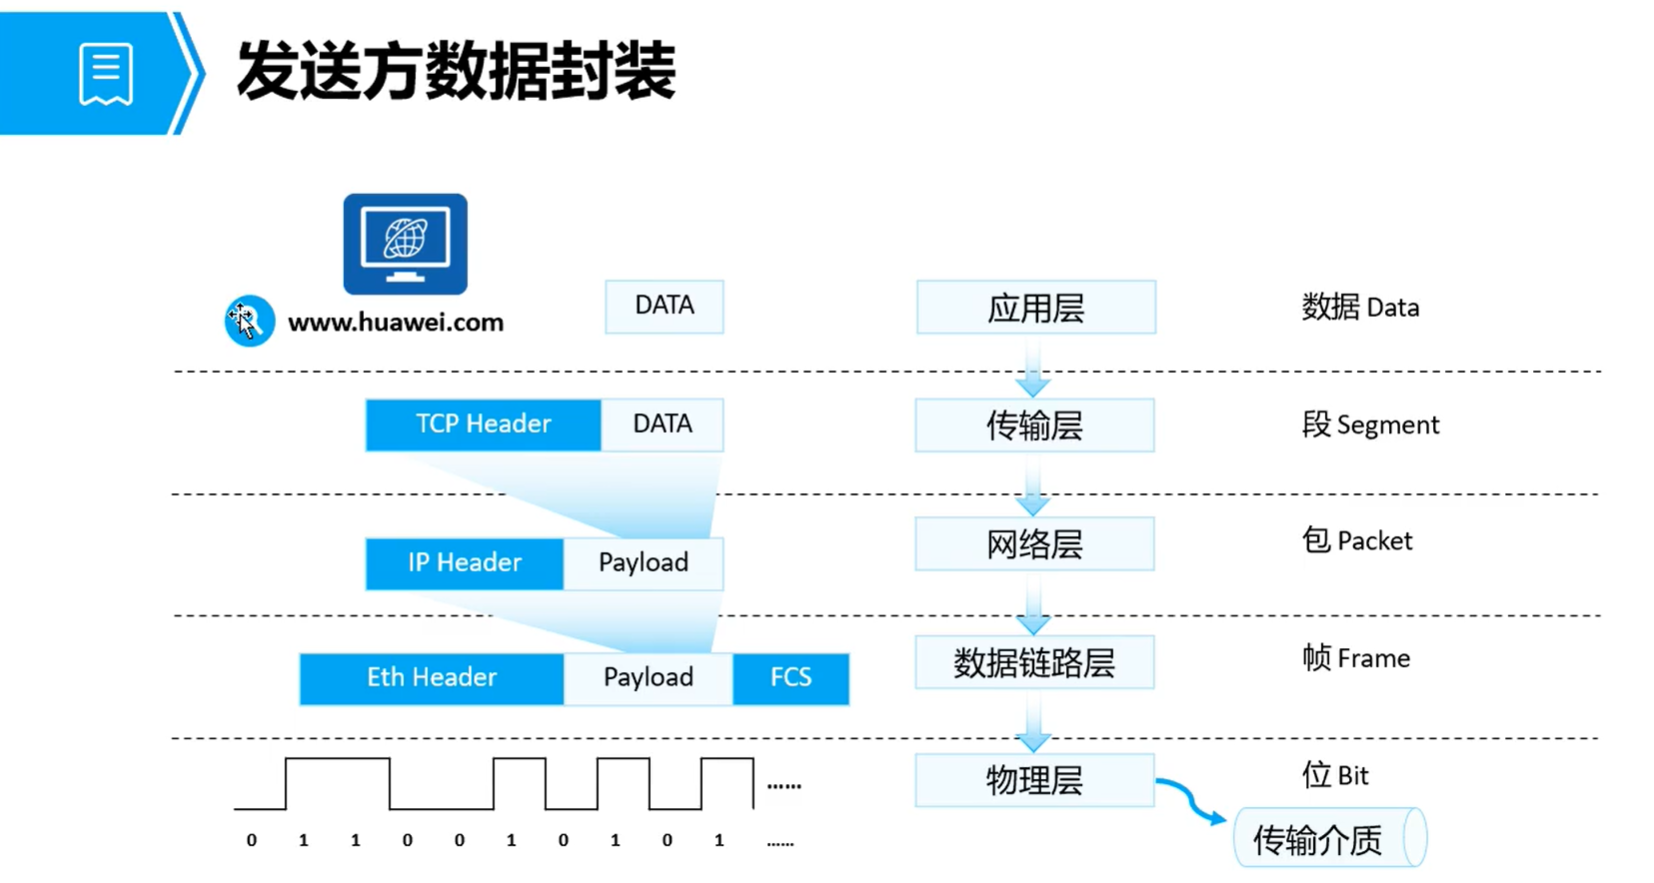 发送方数据封装
DATA
应用层
数据 Data
www.huawei.com
TCP Header
DATA
传输层
段 Segment
IP Header
Payload
网络层
包 Packet
Eth Header
Payload
FCS
数据链路层
帧 Frame
物理层
位 Bit
......
0 1 1 0 0 1 0 1 0 1 ......
传输介质